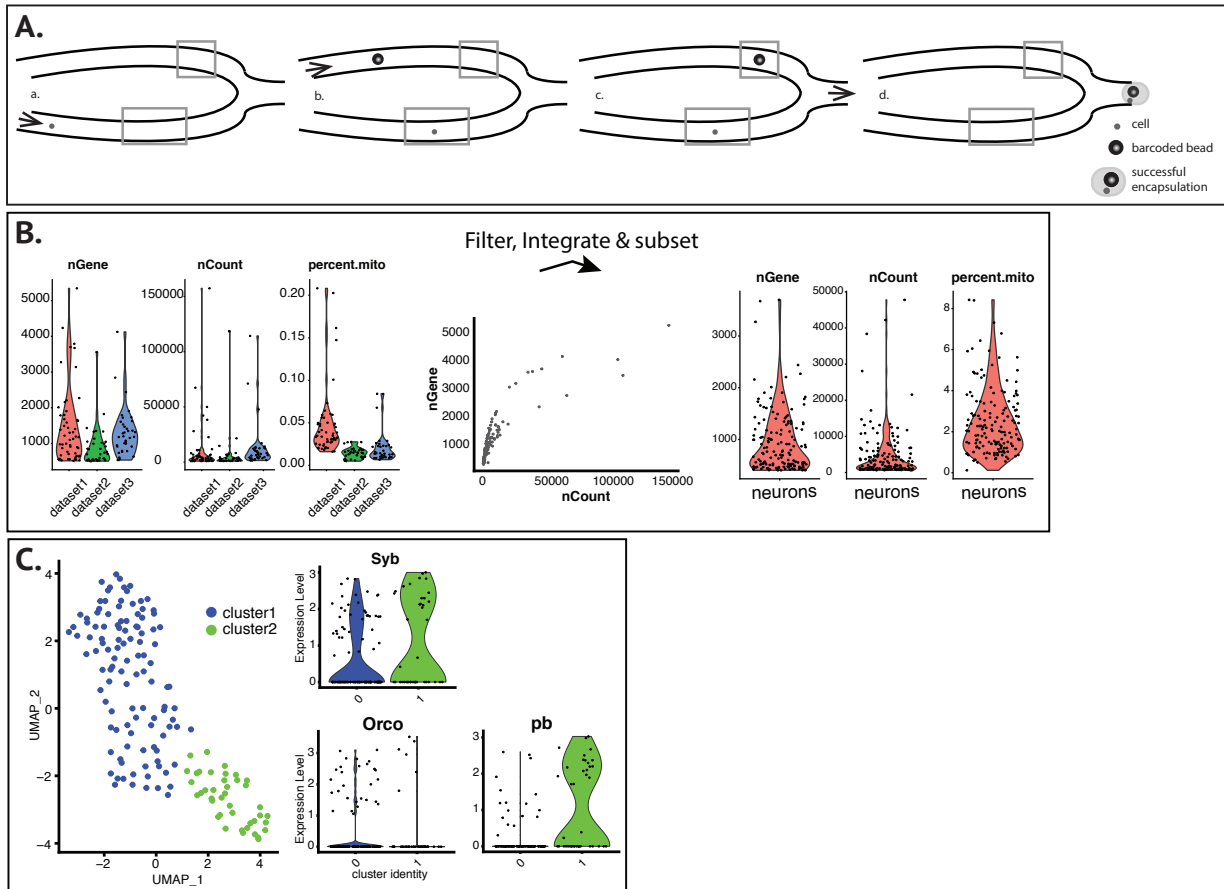 A.
a.
b.
c.
d.
cell
barcoded bead
successful
encapsulation
B.
Filter, Integrate & subset
nGene
5000
4000
3000
2000
1000
dataset1
dataset2
dataset3
nCount
150000
100000
50000
0
dataset1
dataset2
dataset3
percent.mito
0.20
0.15
0.10
0.05
0.00
dataset1
dataset2
dataset3
nGene
5000
4000
3000
2000
1000
0
50000
100000
150000
nCount
nGene
3000
2000
1000
neurons
nCount
50000
40000
30000
20000
10000
0
neurons
percent.mito
8
6
4
2
0
neurons
C.
UMAP_2
4
2
0
−2
−4
−2
0
2
4
UMAP_1
cluster1
cluster2
Syb
Expression Level
3
2
1
0
0
1
Orco
Expression Level
3
2
1
0
0
1
cluster identity
pb
3
2
1
0
0
1